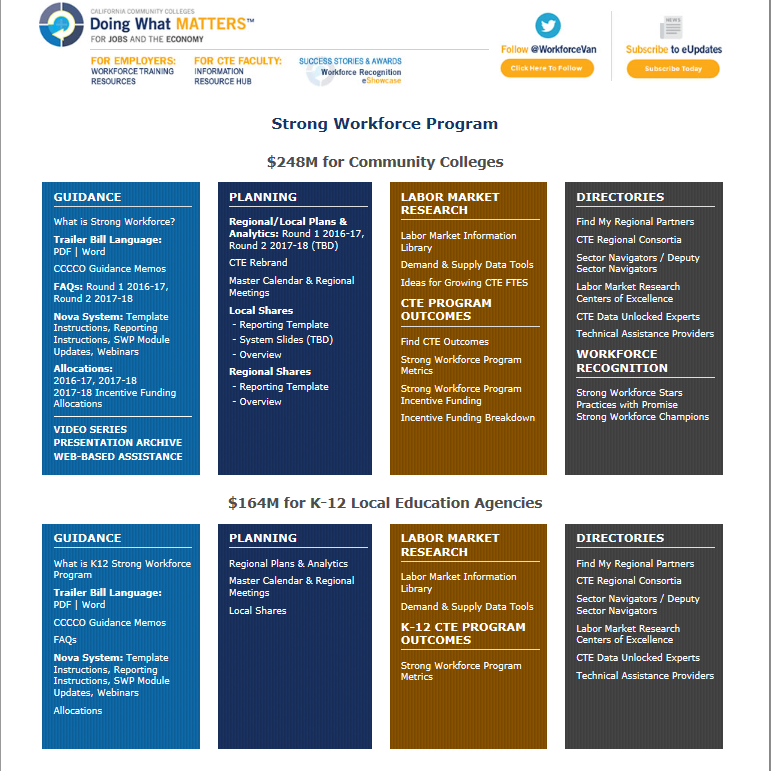 CALIFORNIA COMMUNITY COLLEGES
Doing What MATTERS™
FOR JOBS AND THE ECONOMY
FOR EMPLOYERS:
WORKFORCE TRAINING
RESOURCES
FOR CTE FACULTY:
INFORMATION
RESOURCE HUB
SUCCESS STORIES & AWARDS
Workforce Recognition
eShowcase
Follow @WorkforceVan
Click Here To Follow
NEWS
Subscribe to eUpdates
Subscribe Today
Strong Workforce Program
$248M for Community Colleges
GUIDANCE
What is Strong Workforce?
Trailer Bill Language:
PDF | Word
CCCCO Guidance Memos
FAQs: Round 1 2016-17,
Round 2 2017-18
Nova System: Template
Instructions, Reporting
Instructions, SWP Module
Updates, Webinars
Allocations:
2016-17, 2017-18
2017-18 Incentive Funding
Allocations
VIDEO SERIES
PRESENTATION ARCHIVE
WEB-BASED ASSISTANCE
PLANNING
Regional/Local Plans &
Analytics: Round 1 2016-17,
Round 2 2017-18 (TBD)
CTE Rebrand
Master Calendar & Regional
Meetings
Local Shares
- Reporting Template
- System Slides (TBD)
- Overview
Regional Shares
- Reporting Template
- Overview
LABOR MARKET
RESEARCH
Labor Market Information
Library
Demand & Supply Data Tools
Ideas for Growing CTE FTES
CTE PROGRAM
OUTCOMES
Find CTE Outcomes
Strong Workforce Program
Metrics
Strong Workforce Program
Incentive Funding
Incentive Funding Breakdown
DIRECTORIES
Find My Regional Partners
CTE Regional Consortia
Sector Navigators / Deputy
Sector Navigators
Labor Market Research
Centers of Excellence
CTE Data Unlocked Experts
Technical Assistance Providers
WORKFORCE
RECOGNITION
Strong Workforce Stars
Practices with Promise
Strong Workforce Champions
$164M for K-12 Local Education Agencies
GUIDANCE
What is K12 Strong Workforce
Program
Trailer Bill Language:
PDF | Word
CCCCO Guidance Memos
FAQs
Nova System: Template
Instructions, Reporting
Instructions, SWP Module
Updates, Webinars
Allocations
PLANNING
Regional Plans & Analytics
Master Calendar & Regional
Meetings
Local Shares
LABOR MARKET
RESEARCH
Labor Market Information
Library
Demand & Supply Data Tools
K-12 CTE PROGRAM
OUTCOMES
Strong Workforce Program
Metrics
DIRECTORIES
Find My Regional Partners
CTE Regional Consortia
Sector Navigators / Deputy
Sector Navigators
Labor Market Research
Centers of Excellence
CTE Data Unlocked Experts
Technical Assistance Providers